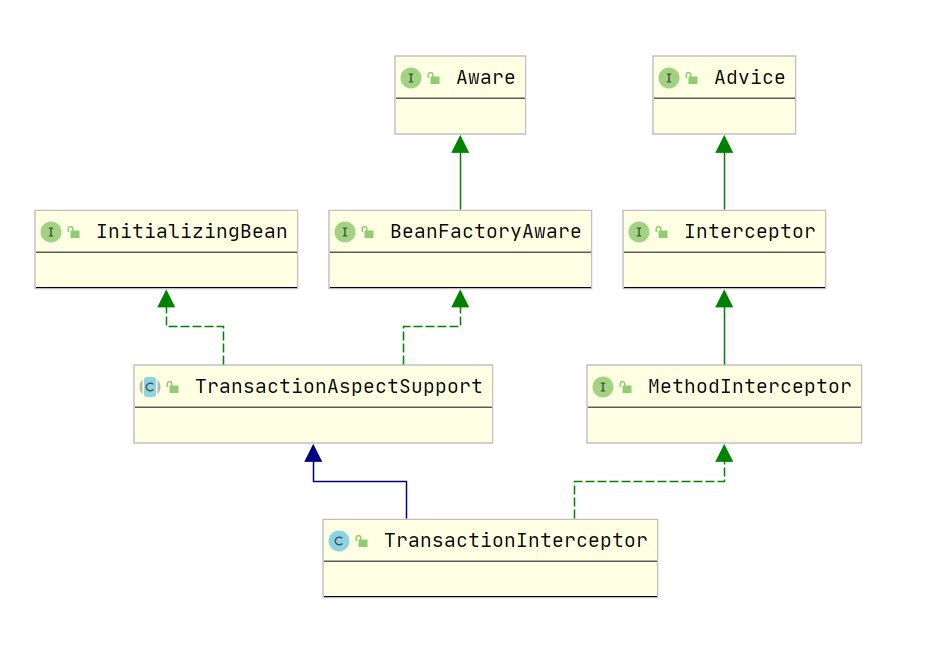 I Aware
I Advice
I InitializingBean
I BeanFactoryAware
I Interceptor
C TransactionAspectSupport
I MethodInterceptor
C TransactionInterceptor